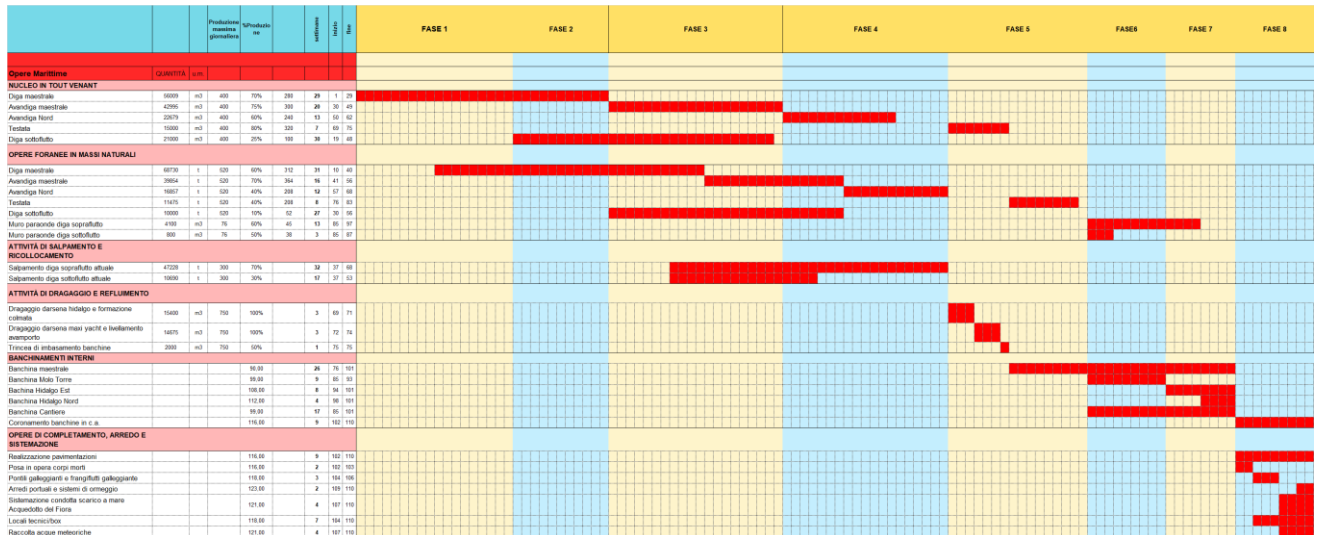 Produzione massima giornallera %Produzio ne settimane inizio fine FASE 1 FASE 2 FASE 3 FASE 4 FASE 5 FASE6 FASE 7 FASE 8
Opere Marittime QUANTITÀ u.m.
NUCLEO IN TOUT VENANT
Diga maestrale 56009 m3 400 70% 280 29 1 29
Avandiga maestrale 42995 m3 400 75% 300 20 30 49
Avandiga Nord 22679 m3 400 60% 240 13 50 62
Testata 15000 m3 400 80% 320 7 69 75
Diga sottoflutto 21000 m3 400 25% 100 30 19 48
OPERE FORANEE IN MASSI NATURALI
Diga maestrale 68730 t 520 60% 312 31 10 40
Avandiga maestrale 39854 t 520 70% 364 16 41 56
Avandiga Nord 16867 t 520 40% 208 12 57 68
Testata 11475 t 520 40% 208 8 76 83
Diga sottoflutto 10000 t 520 10% 52 27 30 56
Muro paraonde diga sopraflutto 4100 m3 76 60% 45 13 85 97
Muro paraonde diga sottoflutto 800 m3 76 50% 38 3 85 87
ATTIVITÀ DI SALPAMENTO E
RICOLLOCAMENTO
Salpamento diga sopraflutto attuale 47228 t 300 70% 32 37 68
Salpamento diga sottoflutto attuale 10690 t 300 30% 17 37 53
ATTIVITÀ DI DRAGAGGIO E REFLUIMENTO
Dragaggio darsena hidalgo e formazione
colmata 15400 m3 750 100% 3 69 71
Dragaggio darsena maxi yacht e livellamento
avamporto 14675 m3 750 100% 3 72 74
Trincea di imbasamento banchine 2000 m3 750 50% 1 75 75
BANCHINAMENTI INTERNI
Banchina maestrale 98,00 26 76 101
Banchina Molo Torre 99,00 9 85 93
Bachina Hidalgo Est 108,00 8 94 101
Banchina Hidalgo Nord 112,00 4 98 101
Banchina Cantiere 99,00 17 85 101
Coronamento banchine in c.a. 116,00 9 102 110
OPERE DI COMPLETAMENTO, ARREDO E
SISTEMAZIONE
Realizzazione pavimentazioni 116,00 9 102 110
Posa in opera corpi morti 116,00 2 102 103
Pontili galleggianti e frangiflutti galleggiante 118,00 3 104 106
Arredi portuali e sistemi di ormeggio 123,00 2 109 110
Sistemazione condotta scarico a mare
Acquedotto del Fiora 121,00 4 107 110
Locali tecnici/box 118,00 7 104 110
Raccolta acque meteoriche 121,00 4 107 110